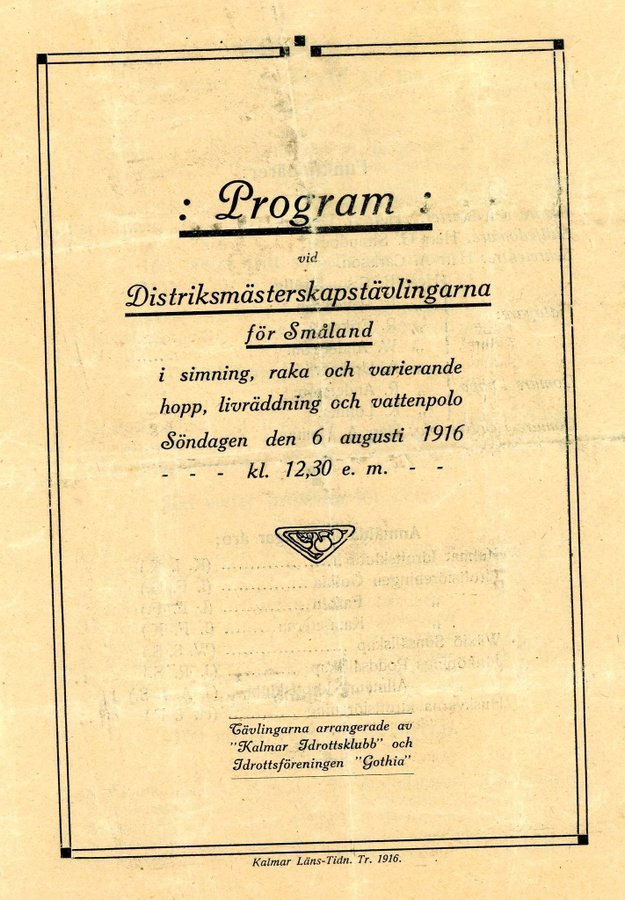 : Program :
vid
Distriksmästerskapstävlingarna
för Småland
i simning, raka och varierande
hopp, livräddning och vattenpolo
Söndagen den 6 augusti 1916
- - - kl. 12,30 e. m. - -
Tävlingarna arrangerade av
"Kalmar Idrottsklubb" och
Idrottsföreningen "Gothia"
Kalmar Läns-Tidn. Tr. 1916.